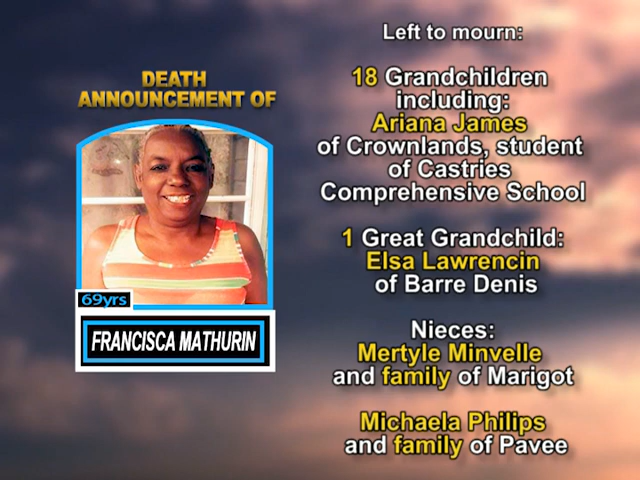 DEATH
ANNOUNCEMENT OF
69yrs
FRANCISCA MATHURIN
Left to mourn:
18 Grandchildren
including:
Ariana James
of Crownlands, student
of Castries
Comprehensive School
1 Great Grandchild:
Elsa Lawrencin
of Barre Denis
Nieces:
Mertyle Minvelle
and family of Marigot
Michaela Philips
and family of Pavee